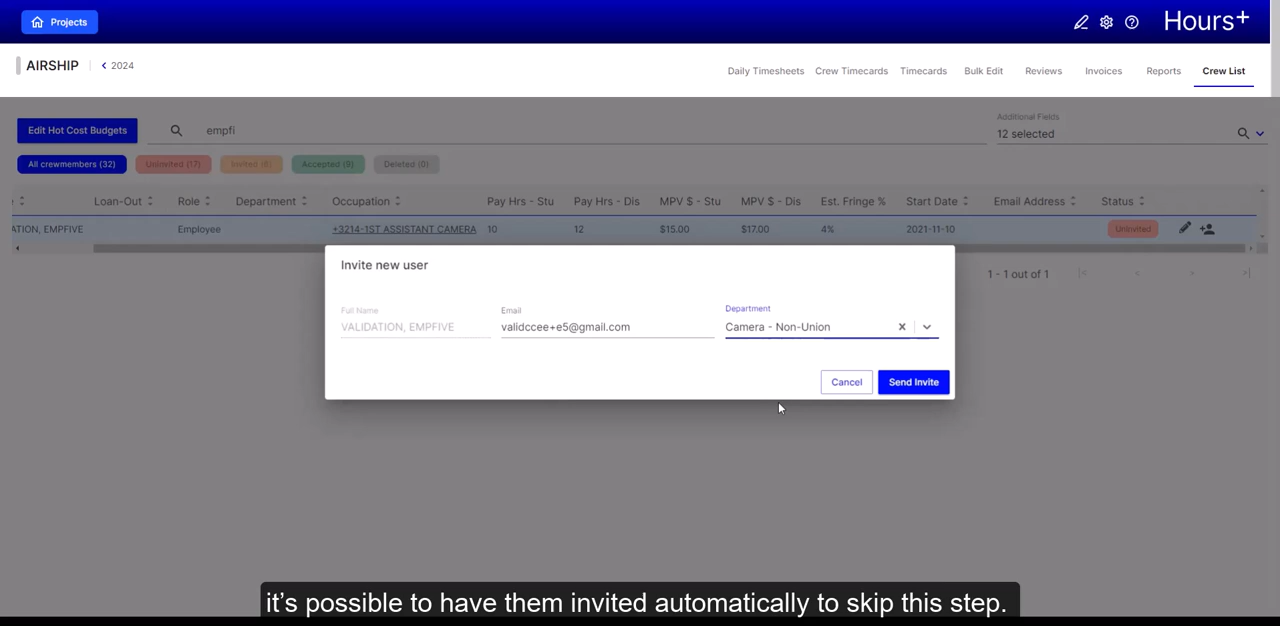 Projects
Hours+
AIRSHIP
2024
Daily Timesheets
Crew Timecards
Timecards
Bulk Edit
Reviews
Invoices
Reports
Crew List
Edit Hot Cost Budgets
empfi
Additional Fields
12 selected
All crewmembers (32)
Uninvited (17)
Invited (6)
Accepted (9)
Deleted (0)
Loan-Out
Role
Department
Occupation
Pay Hrs - Stu
Pay Hrs - Dis
MPV $ - Stu
MPV $ - Dis
Est. Fringe %
Start Date
Email Address
Status
ATION, EMPFIVE
Employee
+3214-1ST ASSISTANT CAMERA
10
12
$15.00
$17.00
4%
2021-11-10
Uninvited
1 - 1 out of 1
Invite new user
Full Name
VALIDATION, EMPFIVE
Email
validccee+e5@gmail.com
Department
Camera - Non-Union
Cancel
Send Invite
it's possible to have them invited automatically to skip this step.